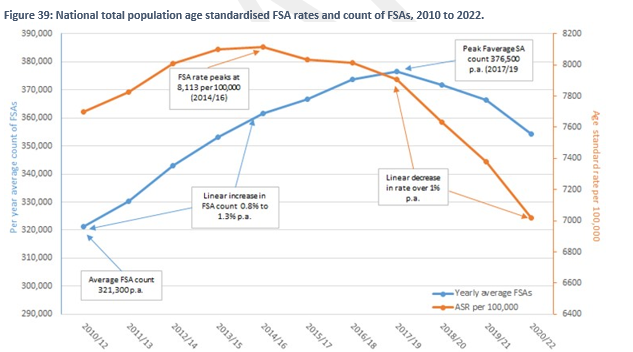 Figure 39: National total population age standardised FSA rates and count of FSAs, 2010 to 2022.
390,000
380,000
370,000
360,000
350,000
340,000
330,000
320,000
310,000
300,000
290,000
Per year average count of FSAs
8200
8000
7800
7600
7400
7200
7000
6800
6600
6400
Age standard rate per 100,000
FSA rate peaks at
8,113 per 100,000
(2014/16)
Peak FaverageSA
count 376,500
p.a. (2017/19
Linear increase in
FSA count 0.8% to
1.3% p.a.
Linear decrease
in rate over 1%
p.a.
Average FSA count
321,300 p.a.
Yearly average FSAs
ASR per 100,000
2010/12
2011/13
2012/14
2013/15
2014/16
2015/17
2016/18
2017/19
2018/20
2019/21
2020/22